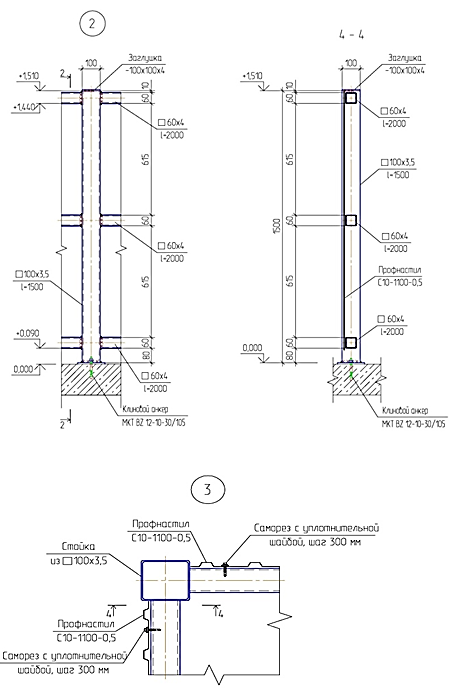 2
2
100
Заглушка
-100х100х4
+1,510
+1,440
10
60
□ 60х4
l=2000
615
60
□ 60х4
l=2000
□ 100х3,5
l=1500
615
+0,090
60
80
0,000
□ 60х4
l=2000
Клиновой анкер
МКТ BZ 12-10-30/105
2
4 - 4
100
Заглушка
-100х100х4
+1,510
10
60
□ 60х4
l=2000
615
□ 100х3,5
l=1500
1500
60
□ 60х4
l=2000
615
Профнастил
С10-1100-0,5
□ 60х4
l=2000
60
80
0,000
Клиновой анкер
МКТ BZ 12-10-30/105
3
Профнастил
С10-1100-0,5
Саморез с уплотнительной
шайбой, шаг 300 мм
Стойка
из □ 100х3,5
4
4
Профнастил
С10-1100-0,5
Саморез с уплотнительной
шайбой, шаг 300 мм